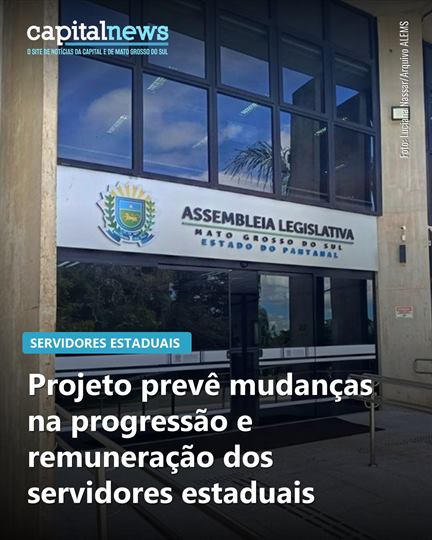 capitalnews
O SITE DE NOTÍCIAS DA CAPITAL E DE MATO GROSSO DO SUL
Foto: Luciana Nassar/Arquivo ALEMS
ASSEMBLEIA LEGISLATIVA
MATO GROSSO DO SUL
ESTADO DO PANTANAL
SERVIDORES ESTADUAIS
Projeto prevê mudanças
na progressão e
remuneração dos
servidores estaduais